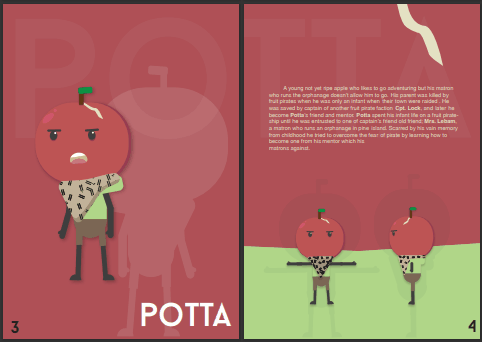 POTTA
3
POTTA
A young not yet ripe apple who likes to go adventuring but his matron
who runs the orphanage doesn't allow him to go. His parent was killed by
fruit pirates when he was only an infant when their town were raided . He
was saved by captain of another fruit pirate faction Cpt. Lock, and later he
become Potta's friend and mentor. Potta spent his infant life on a fruit pirate-
ship until he was entrusted to one of captain's friend old friend; Mrs. Leham,
a matron who runs an orphanage in pine island. Scarred by his vain memory
from childhood he tried to overcome the fear of pirate by learning how to
become one from his mentor which his
matrons against.
4